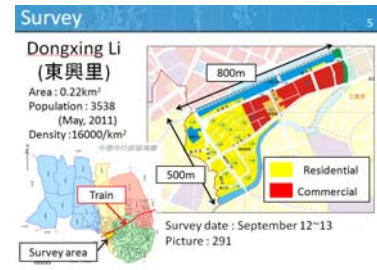 Survey
5
Dongxing Li
(東興里)
Area : 0.22km²
Population : 3538
(May, 2011)
Density :16000/km²
800m
500m
Residential
Commercial
Train
Survey area
Survey date : September 12~13
Picture : 291